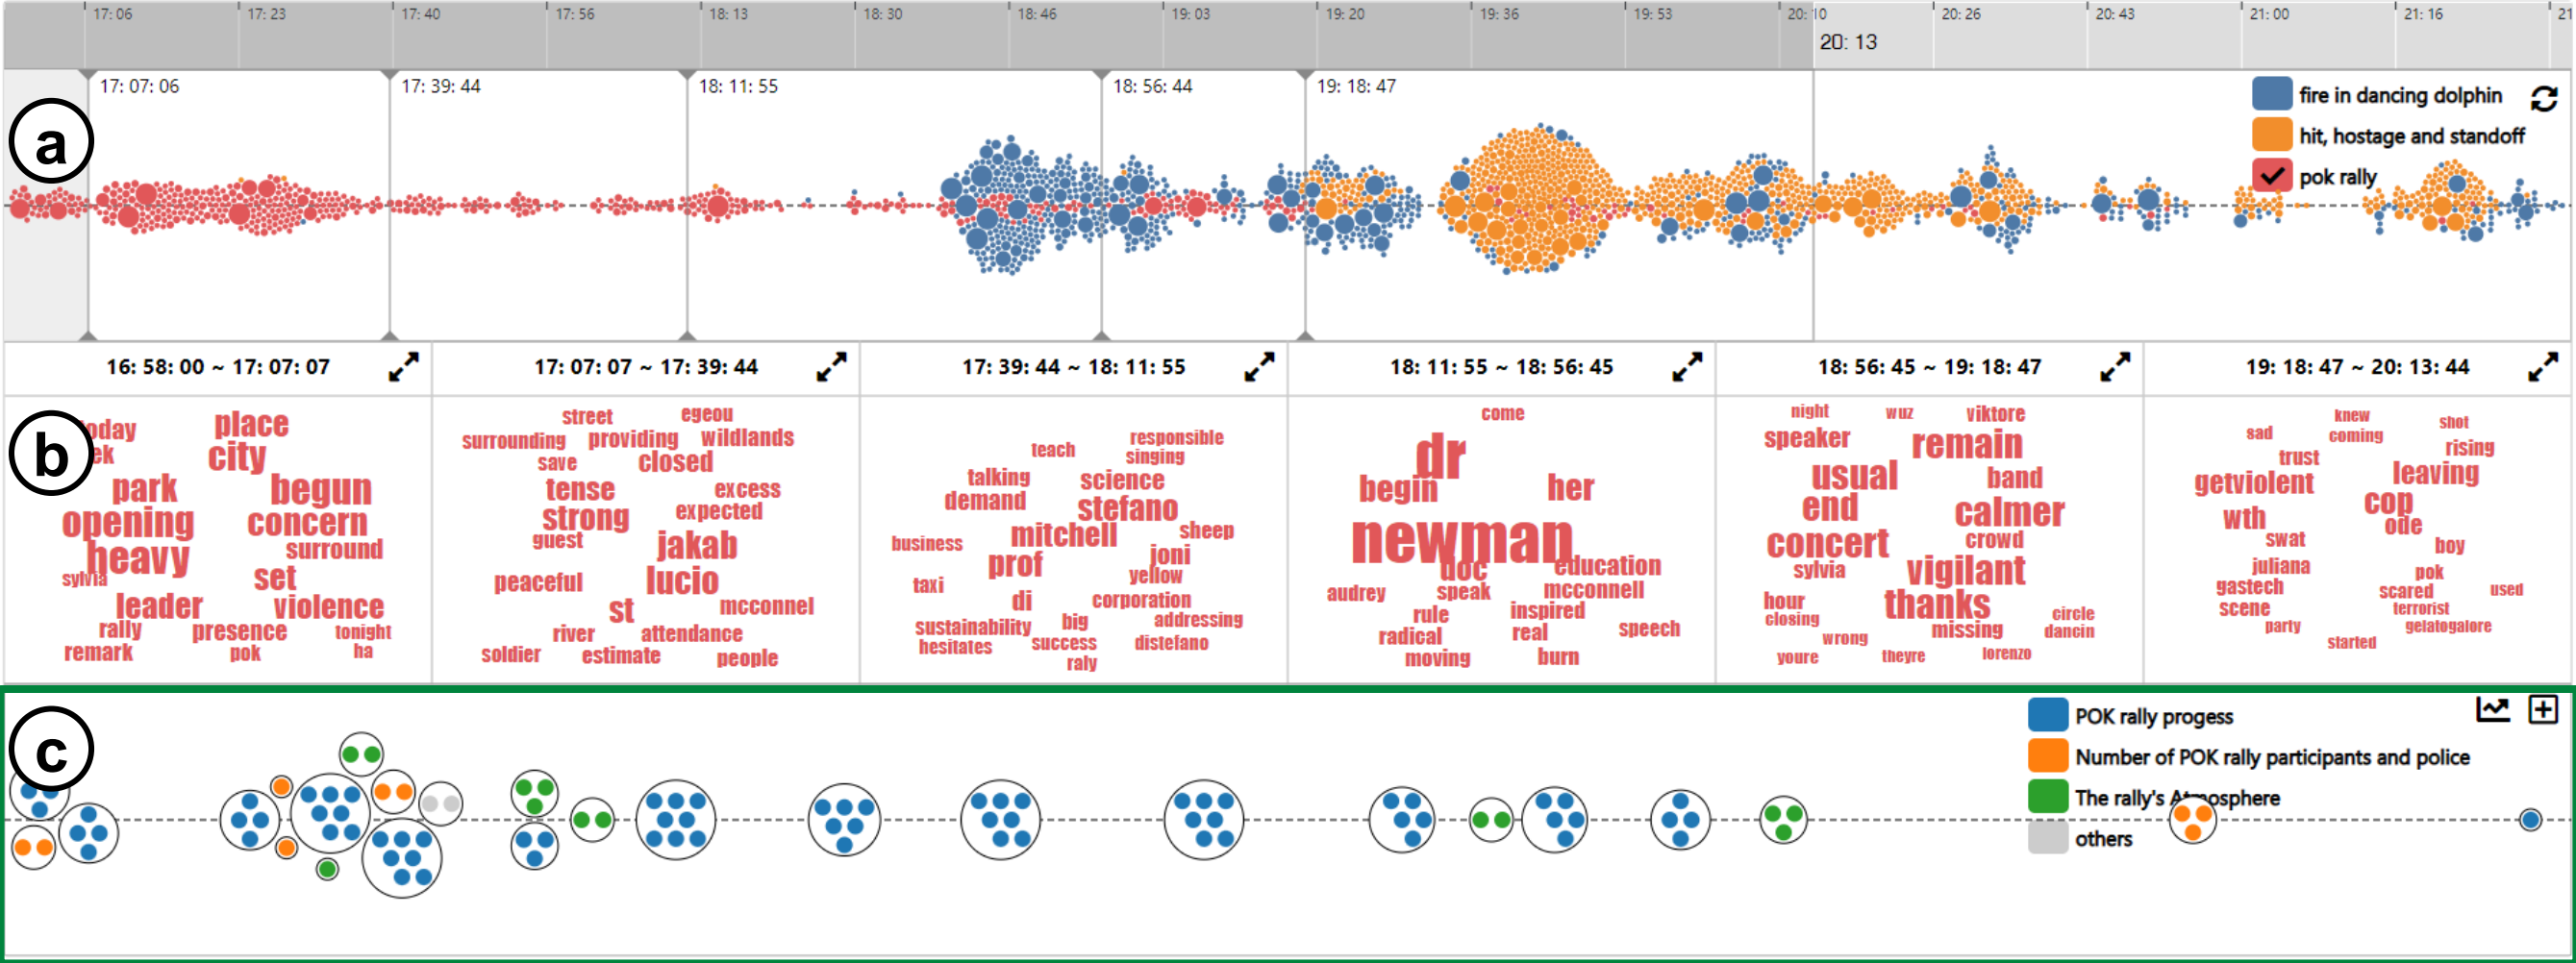 17: 06 17: 23 17: 40 17: 56 18: 13 18: 30 18: 46 19: 03 19: 20 19: 36 19: 53 20: 10 20: 26 20: 43 21: 00 21: 16 21
20: 13
17: 07: 06 17: 39: 44 18: 11: 55 18: 56: 44 19: 18: 47
a
fire in dancing dolphin
hit, hostage and standoff
pok rally
16: 58: 00 ~ 17: 07: 07 17: 07: 07 ~ 17: 39: 44 17: 39: 44 ~ 18: 11: 55 18: 11: 55 ~ 18: 56: 45 18: 56: 45 ~ 19: 18: 47 19: 18: 47 ~ 20: 13: 44
b
oday place
ek city
park begun
opening concern
heavy surround
sylvia set
leader violence
rally presence tonight
remark pok ha
street egeou
surrounding providing wildlands
save closed
tense excess
strong expected
guest jakab
peaceful lucio
st mcconnel
river attendance
soldier estimate people
teach responsible
singing
talking science
demand stefano
mitchell sheep
business joni
prof yellow
taxi
di corporation
sustainability big addressing
hesitates success distefano
raly
come
dr
begin her
newman
doc education
audrey speak mcconnell
rule inspired
radical real speech
moving burn
night wuz viktore
speaker remain
usual band
end calmer
concert crowd
sylvia vigilant
hour thanks circle
closing missing dancin
wrong
youre theyre lorenzo
knew shot
sad coming rising
trust leaving
getviolent cop
wth ode
swat boy
juliana pok
gastech scared used
scene terrorist
party gelatogalore
started
c
POK rally progess
Number of POK rally participants and police
The rally's Atmosphere
others